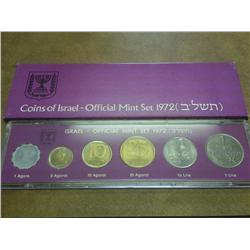 Coins of Israel - Official Mint Set 1972 (תשל"ב)
ISRAEL - OFFICIAL MINT SET 1972 (תשל"ב)
1 Agora 5 Agorot 10 Agorot 25 Agorot ½ Lira 1 Lira